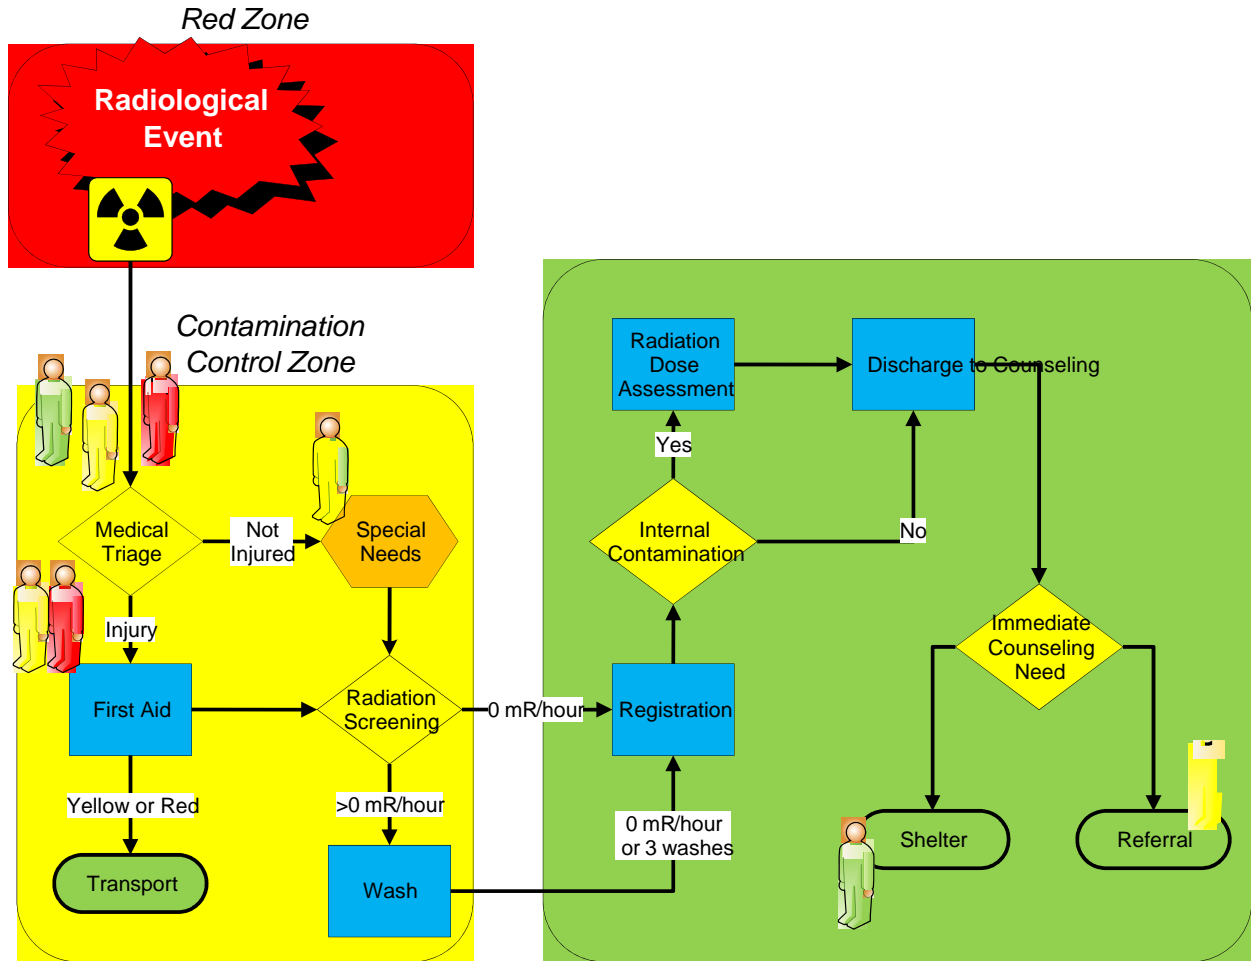 Red Zone
Radiological
Event
Contamination
Control Zone
Medical
Triage
Not
Injured
Special
Needs
Injury
First Aid
Radiation
Screening
0 mR/hour
Yellow or Red
>0 mR/hour
Transport
Wash
Radiation
Dose
Assessment
Discharge to Counseling
Yes
Internal
Contamination
No
Immediate
Counseling
Need
Registration
0 mR/hour
or 3 washes
Shelter
Referral